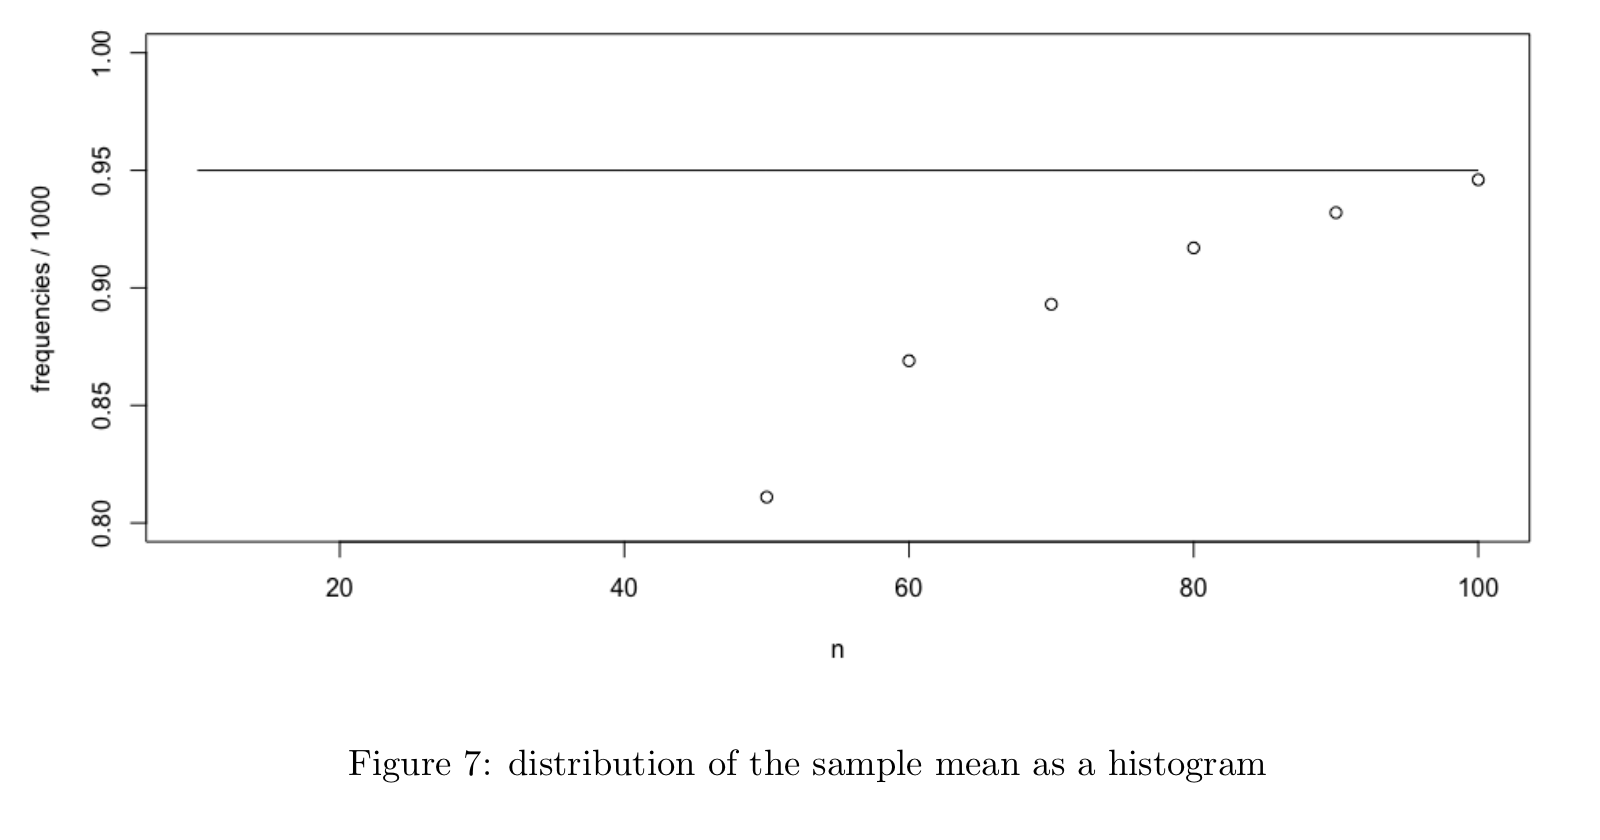 1.00
0.95
0.90
0.85
0.80
frequencies / 1000
20 40 60 80 100
n
Figure 7: distribution of the sample mean as a histogram